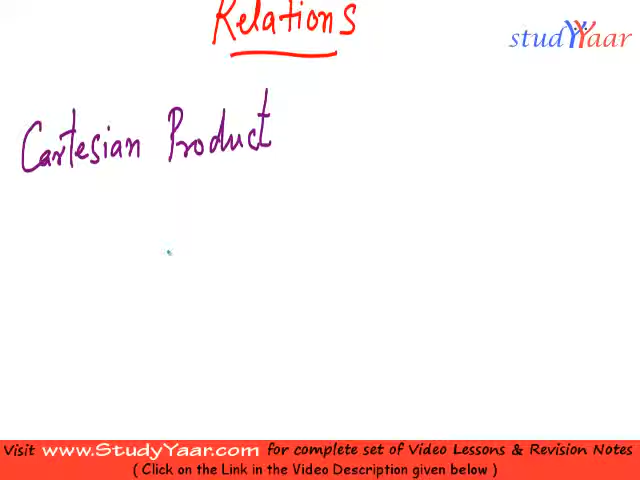 Relations
studYYaar
Cartesian Product
Visit www.StudyYaar.com for complete set of Video Lessons & Revision Notes
( Click on the Link in the Video Description given below )